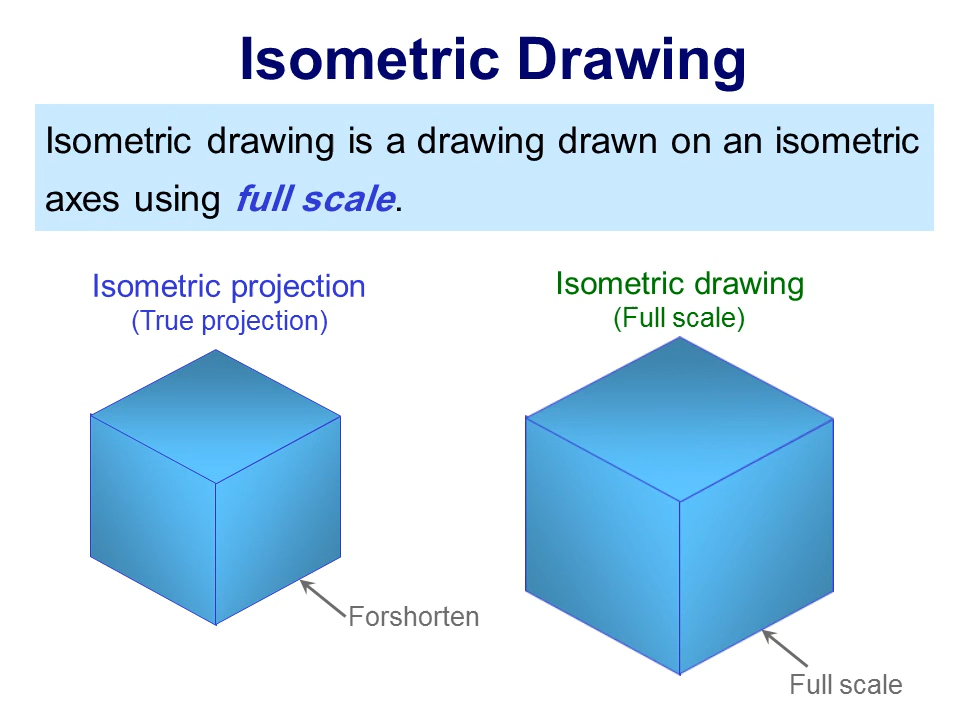 Isometric Drawing
Isometric drawing is a drawing drawn on an isometric
axes using full scale.
Isometric projection
(True projection)
Isometric drawing
(Full scale)
Forshorten
Full scale